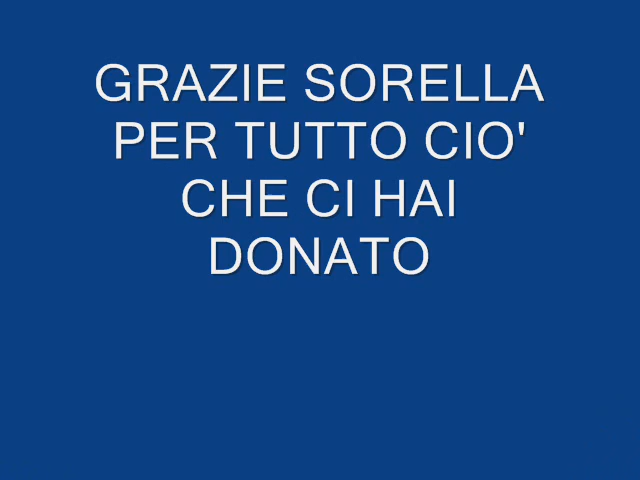 GRAZIE SORELLA
PER TUTTO CIO'
CHE CI HAI
DONATO